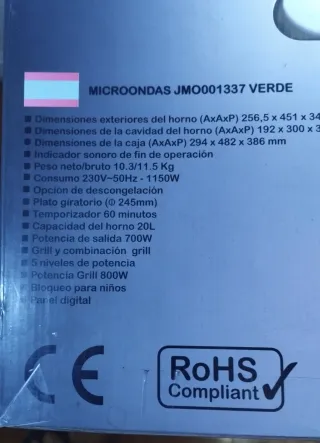 MICROONDAS JMO001337 VERDE
■ Dimensiones exteriores del horno (AxAxP) 256,5 x 451 x 34
■ Dimensiones de la cavidad del horno (AxAxP) 192 x 300 x 3
■ Dimensiones de la caja (AxAxP) 294 x 482 x 386 mm
■ Indicador sonoro de fin de operación
■ Peso neto/bruto 10.3/11.5 Kg
■ Consumo 230V~50Hz - 1150W
■ Opción de descongelación
■ Plato giratorio (Φ 245mm)
■ Temporizador 60 minutos
■ Capacidad del horno 20L
■ Potencia de salida 700W
■ Grill y combinación grill
■ 5 niveles de potencia
■ Potencia Grill 800W
■ Bloqueo para niños
■ Panel digital
CE
RoHS
Compliant